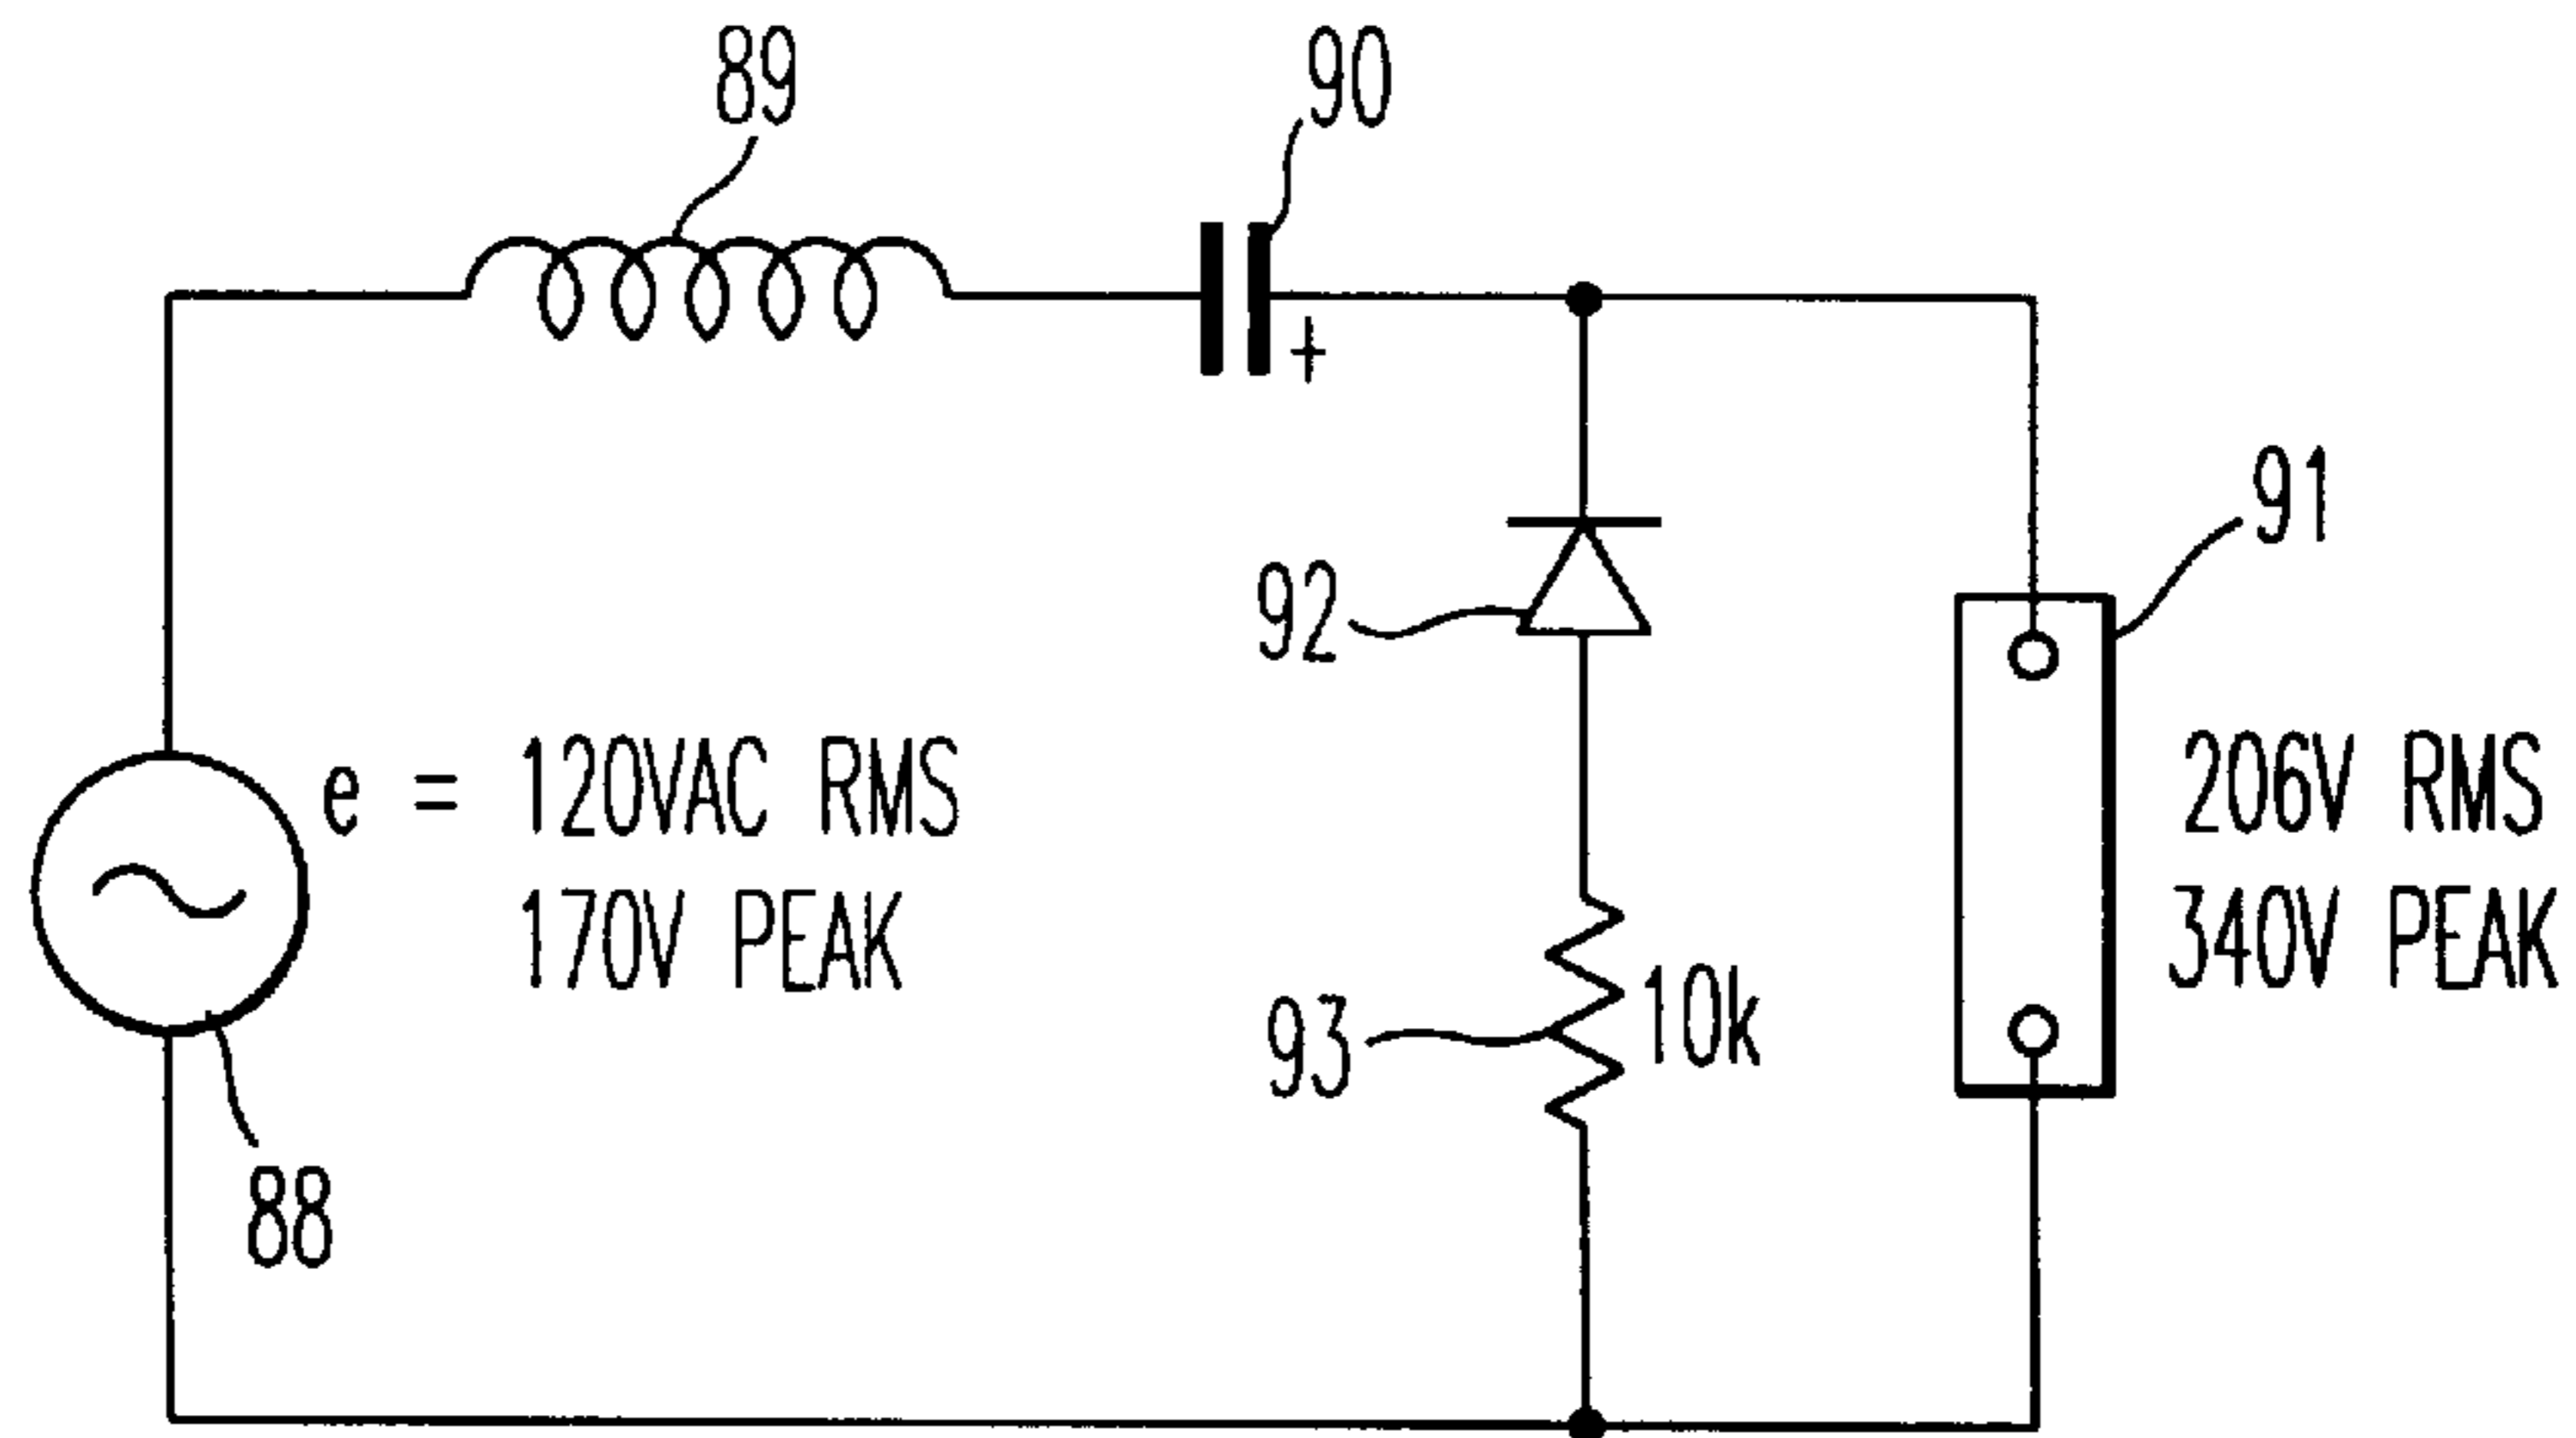 89
90
91
92
e = 120VAC RMS
170V PEAK
206V RMS
340V PEAK
93
10k
88
+